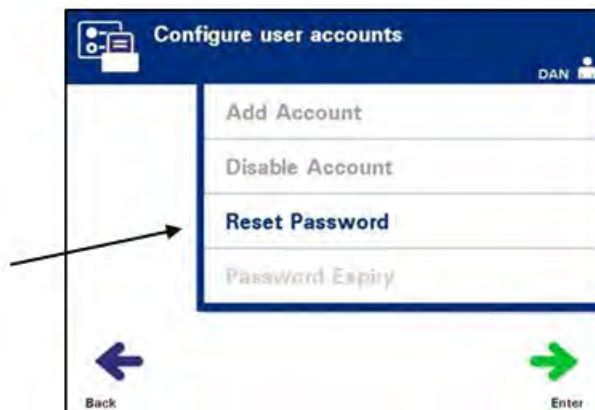 Configure user accounts
DAN
Add Account
Disable Account
Reset Password
Password Expiry
Back
Enter